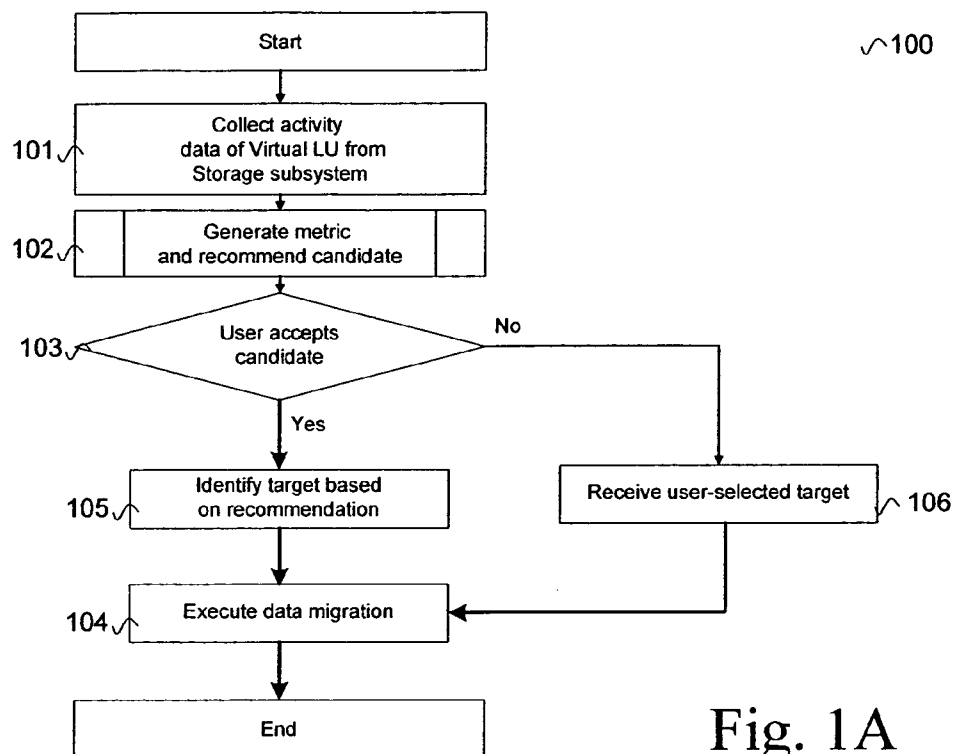 Start
100
101
Collect activity
data of Virtual LU from
Storage subsystem
102
Generate metric
and recommend candidate
103
User accepts
candidate
No
Yes
105
Identify target based
on recommendation
Receive user-selected target
106
104
Execute data migration
End
Fig. 1A